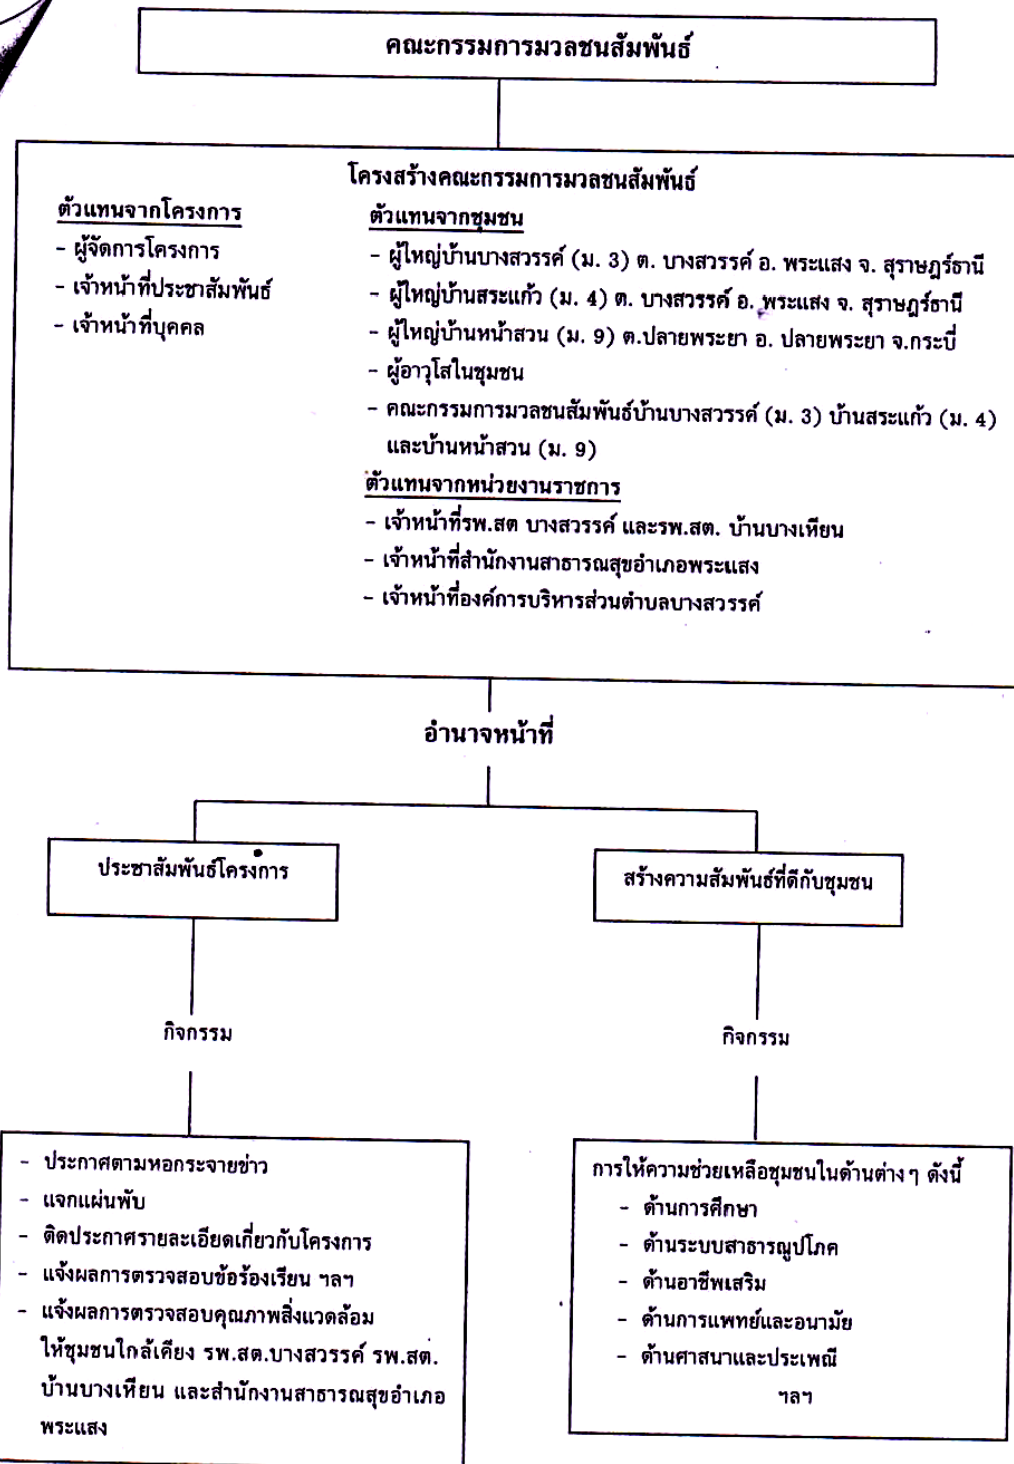 คณะกรรมการมวลชนสัมพันธ์
โครงสร้างคณะกรรมการมวลชนสัมพันธ์
ตัวแทนจากโครงการ
- ผู้จัดการโครงการ
- เจ้าหน้าที่ประชาสัมพันธ์
- เจ้าหน้าที่บุคคล
ตัวแทนจากชุมชน
- ผู้ใหญ่บ้านบางสวรรค์ (ม. 3) ต. บางสวรรค์ อ. พระแสง จ. สุราษฎร์ธานี
- ผู้ใหญ่บ้านสระแก้ว (ม. 4) ต. บางสวรรค์ อ. พระแสง จ. สุราษฎร์ธานี
- ผู้ใหญ่บ้านหน้าสวน (ม. 9) ต.ปลายพระยา อ. ปลายพระยา จ.กระบี่
- ผู้อาวุโสในชุมชน
- คณะกรรมการมวลชนสัมพันธ์บ้านบางสวรรค์ (ม. 3) บ้านสระแก้ว (ม. 4)
และบ้านหน้าสวน (ม. 9)
ตัวแทนจากหน่วยงานราชการ
- เจ้าหน้าที่รพ.สต บางสวรรค์ และรพ.สต. บ้านบางเหียน
- เจ้าหน้าที่สำนักงานสาธารณสุขอำเภอพระแสง
- เจ้าหน้าที่องค์การบริหารส่วนตำบลบางสวรรค์
อำนาจหน้าที่
ประชาสัมพันธ์โครงการ
กิจกรรม
- ประกาศตามหอกระจายข่าว
- แจกแผ่นพับ
- ติดประกาศรายละเอียดเกี่ยวกับโครงการ
- แจ้งผลการตรวจสอบข้อร้องเรียน ฯลฯ
- แจ้งผลการตรวจสอบคุณภาพสิ่งแวดล้อม
ให้ชุมชนใกล้เคียง รพ.สต.บางสวรรค์ รพ.สต.
บ้านบางเหียน และสำนักงานสาธารณสุขอำเภอ
พระแสง
สร้างความสัมพันธ์ที่ดีกับชุมชน
กิจกรรม
การให้ความช่วยเหลือชุมชนในด้านต่างๆ ดังนี้
- ด้านการศึกษา
- ด้านระบบสาธารณูปโภค
- ด้านอาชีพเสริม
- ด้านการแพทย์และอนามัย
- ด้านศาสนาและประเพณี
ฯลฯ